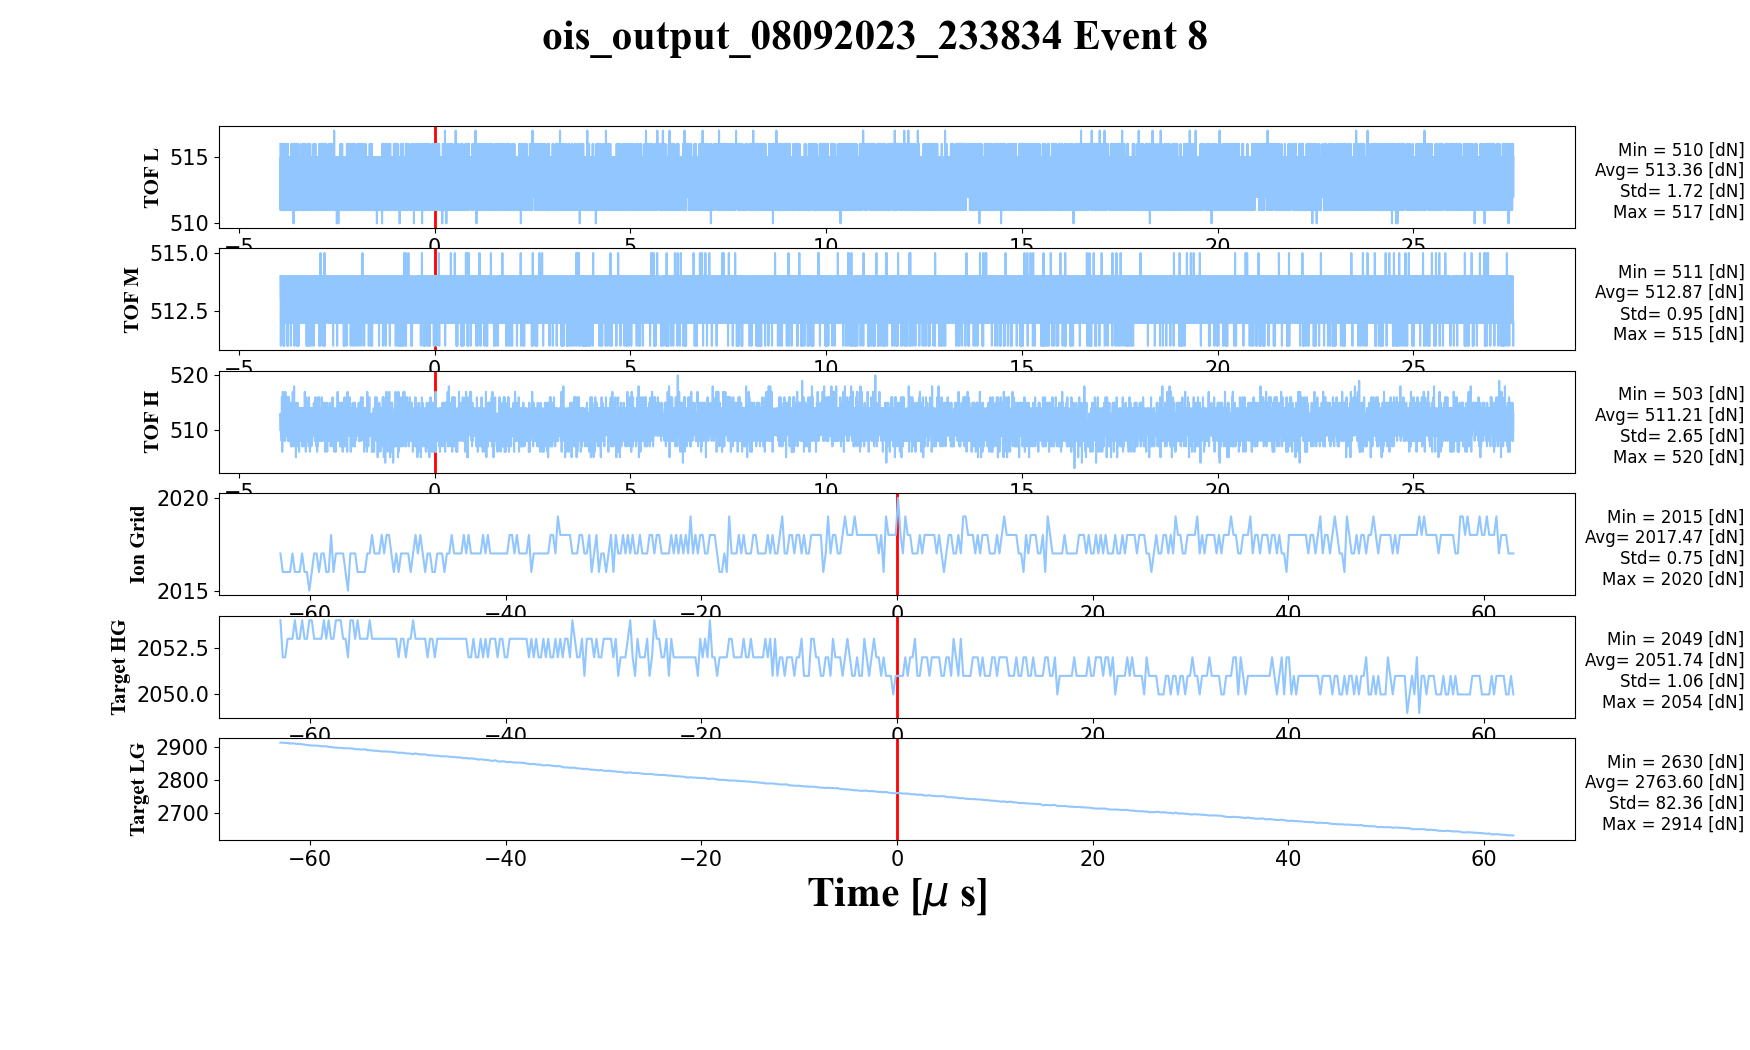 ois_output_08092023_233834 Event 8
TOF L
515
510
−5
0
5
10
15
20
25
Min = 510 [dN]
Avg= 513.36 [dN]
Std= 1.72 [dN]
Max = 517 [dN]
TOF M
515.0
512.5
−5
0
5
10
15
20
25
Min = 511 [dN]
Avg= 512.87 [dN]
Std= 0.95 [dN]
Max = 515 [dN]
TOF H
520
510
−5
0
5
10
15
20
25
Min = 503 [dN]
Avg= 511.21 [dN]
Std= 2.65 [dN]
Max = 520 [dN]
Ion Grid
2020
2015
−60
−40
−20
0
20
40
60
Min = 2015 [dN]
Avg= 2017.47 [dN]
Std= 0.75 [dN]
Max = 2020 [dN]
Target HG
2052.5
2050.0
−60
−40
−20
0
20
40
60
Min = 2049 [dN]
Avg= 2051.74 [dN]
Std= 1.06 [dN]
Max = 2054 [dN]
Target LG
2900
2800
2700
−60
−40
−20
0
20
40
60
Min = 2630 [dN]
Avg= 2763.60 [dN]
Std= 82.36 [dN]
Max = 2914 [dN]
Time [μ s]